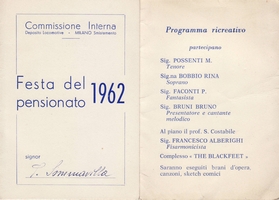 Commissione Interna
Deposito Locomotive - MILANO Smistamento
Festa del
pensionato 1962
signor
Programma ricreativo
partecipano
Sig. POSSENTI M.
Tenore
Sig.na BOBBIO RINA
Soprano
Sig. FACONTI P.
Fantasista
Sig. BRUNI BRUNO
Presentatore e cantante
melodico
Al piano il prof. S. Costabile
Sig. FRANCESCO ALBERIGHI
Fisarmonicista
Complesso « THE BLACKFEET »
Saranno eseguiti brani d'opera
canzoni, sketch comici